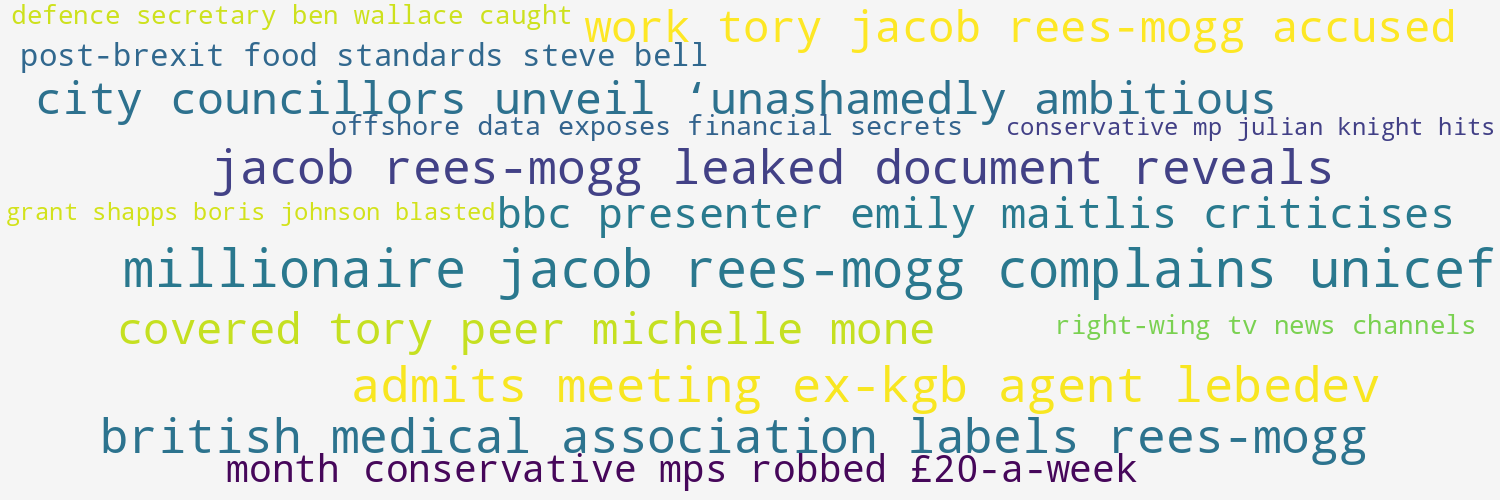 defence secretary ben wallace caught
work tory jacob rees-mogg accused
post-brexit food standards steve bell
city councillors unveil ‘unashamedly ambitious
offshore data exposes financial secrets
conservative mp julian knight hits
jacob rees-mogg leaked document reveals
grant shapps boris johnson blasted
bbc presenter emily maitlis criticises
millionaire jacob rees-mogg complains unicef
covered tory peer michelle mone
right-wing tv news channels
admits meeting ex-kgb agent lebedev
british medical association labels rees-mogg
month conservative mps robbed £20-a-week